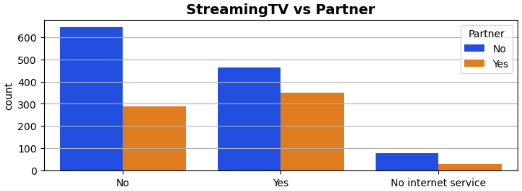 StreamingTV vs Partner
Partner
No
Yes
count
600
500
400
300
200
100
0
No
Yes
No internet service